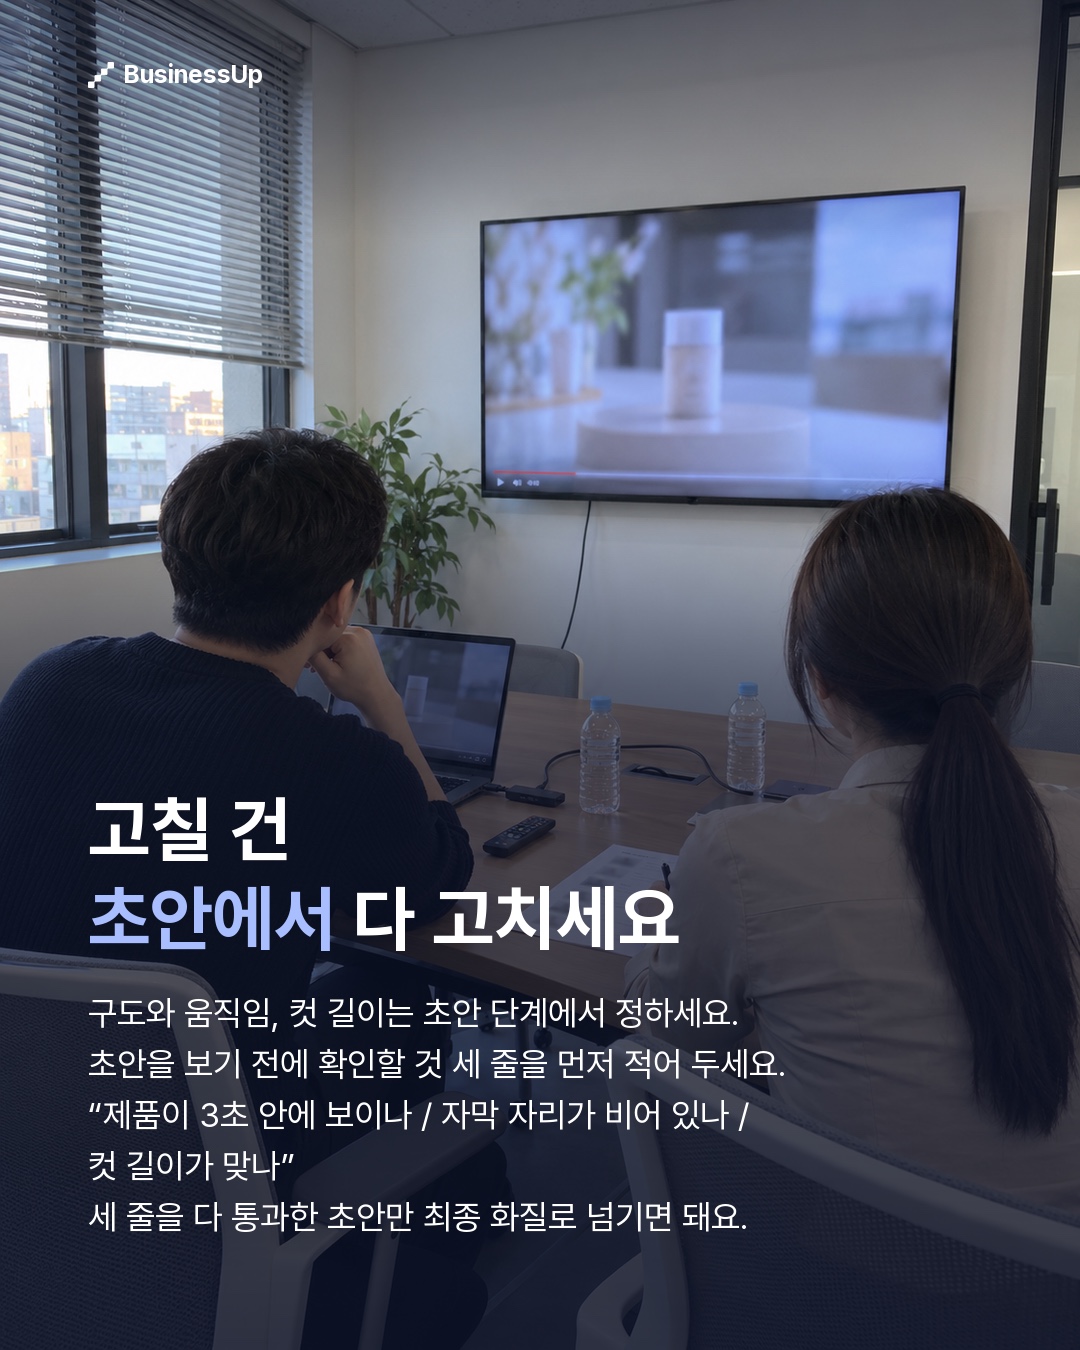 BusinessUp
고칠 건
초안에서 다 고치세요
구도와 움직임, 컷 길이는 초안 단계에서 정하세요.
초안을 보기 전에 확인할 것 세 줄을 먼저 적어 두세요.
“제품이 3초 안에 보이나 / 자막 자리가 비어 있나 /
컷 길이가 맞나”
세 줄을 다 통과한 초안만 최종 화질로 넘기면 돼요.